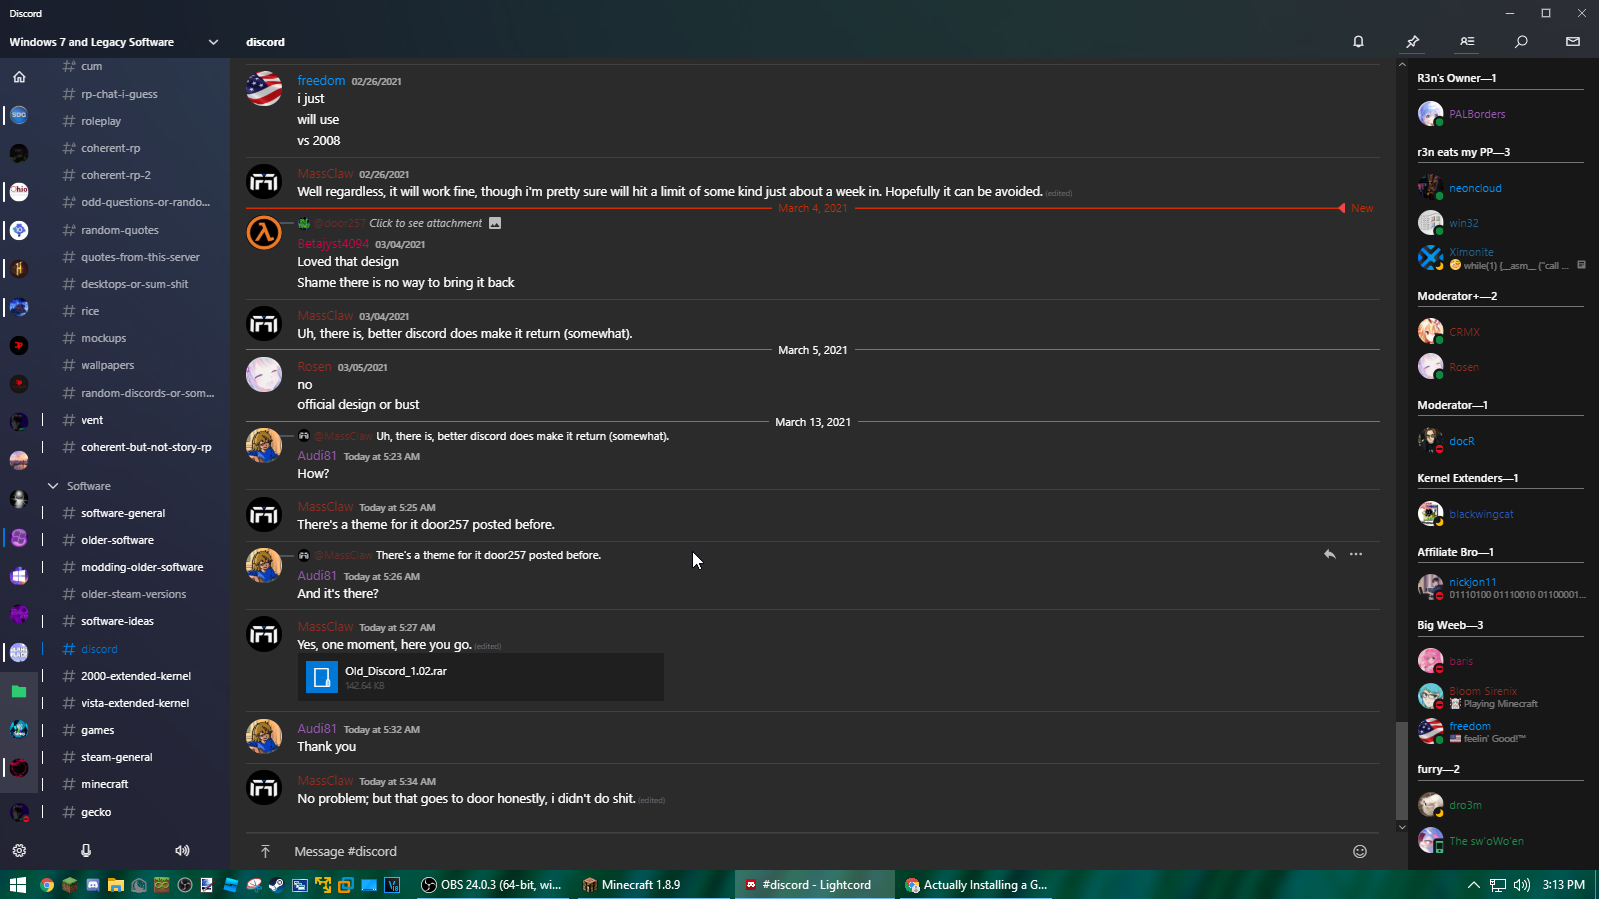 Discord
Windows 7 and Legacy Software
discord
cum
rp-chat-i-guess
roleplay
coherent-rp
coherent-rp-2
odd-questions-or-rando...
random-quotes
quotes-from-this-server
desktops-or-sum-shit
rice
mockups
wallpapers
random-discords-or-som...
vent
coherent-but-not-story-rp
Software
software-general
older-software
modding-older-software
older-steam-versions
software-ideas
discord
2000-extended-kernel
vista-extended-kernel
games
steam-general
minecraft
gecko
SDG
Ohio
freedom 02/26/2021
i just
will use
vs 2008
MassClaw 02/26/2021
Well regardless, it will work fine, though i'm pretty sure will hit a limit of some kind just about a week in. Hopefully it can be avoided. (edited)
March 4, 2021 New
@door257 Click to see attachment
Betajyst4094 03/04/2021
Loved that design
Shame there is no way to bring it back
MassClaw 03/04/2021
Uh, there is, better discord does make it return (somewhat).
March 5, 2021
Rosen 03/05/2021
no
official design or bust
March 13, 2021
@MassClaw Uh, there is, better discord does make it return (somewhat).
Audi81 Today at 5:23 AM
How?
MassClaw Today at 5:25 AM
There's a theme for it door257 posted before.
@MassClaw There's a theme for it door257 posted before.
Audi81 Today at 5:26 AM
And it's there?
MassClaw Today at 5:27 AM
Yes, one moment, here you go. (edited)
Old_Discord_1.02.rar
142.64 KB
Audi81 Today at 5:32 AM
Thank you
MassClaw Today at 5:34 AM
No problem; but that goes to door honestly, i didn't do shit. (edited)
Message #discord
R3n's Owner—1
PALBorders
r3n eats my PP—3
neoncloud
win32
Ximonite
while(1) {__asm__ ("call ...
Moderator+—2
CRMX
Rosen
Moderator—1
docR
Kernel Extenders—1
blackwingcat
Affiliate Bro—1
nickjon11
01110100 01110010 01100001...
Big Weeb—3
baris
Bloom Sirenix
Playing Minecraft
freedom
feelin' Good!™
furry—2
dro3m
The sw'oWo'en
OBS 24.0.3 (64-bit, wi...
Minecraft 1.8.9
#discord - Lightcord
Actually Installing a G...
3:13 PM